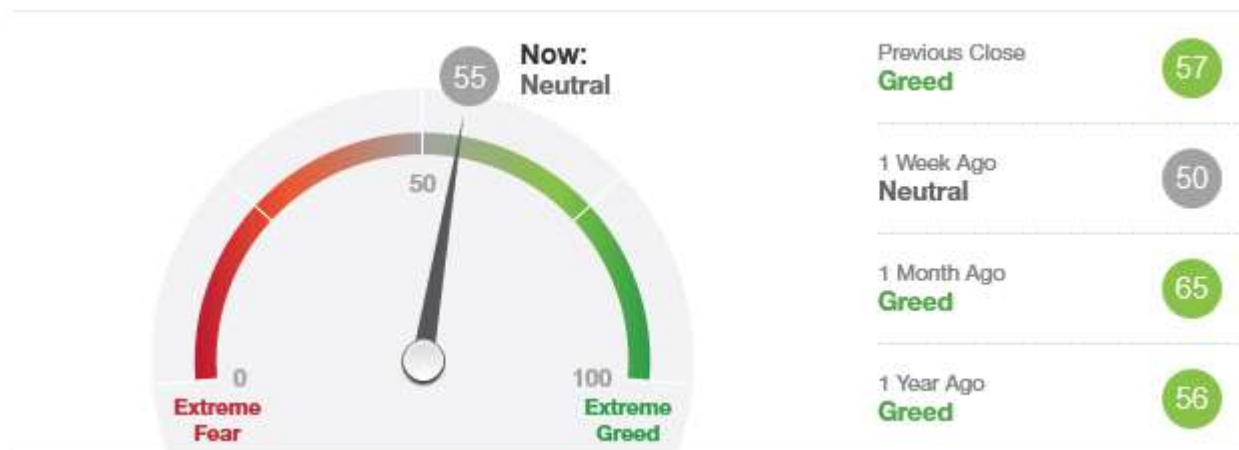 55
Now:
Neutral
50
0
100
Extreme
Fear
Extreme
Greed
Previous Close
Greed
57
1 Week Ago
Neutral
50
1 Month Ago
Greed
65
1 Year Ago
Greed
56